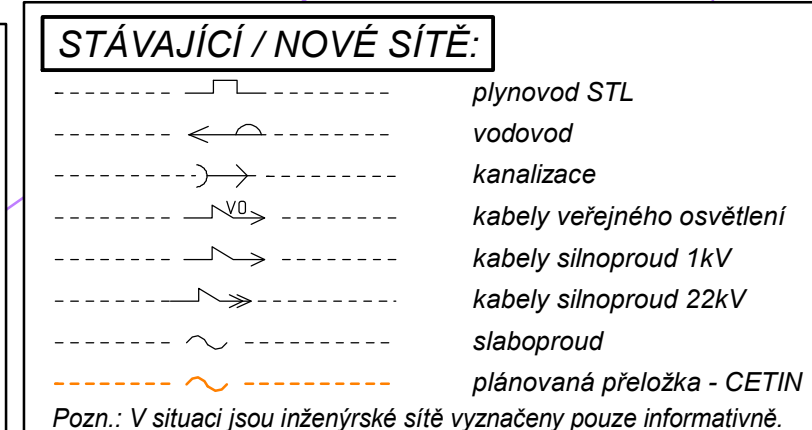 STÁVAJÍCÍ / NOVÉ SÍTĚ:
plynovod STL
vodovod
kanalizace
VO
kabely veřejného osvětlení
kabely silnoproud 1kV
kabely silnoproud 22kV
slaboproud
plánovaná přeložka - CETIN
Pozn.: V situaci jsou inženýrské sítě vyznačeny pouze informativně.